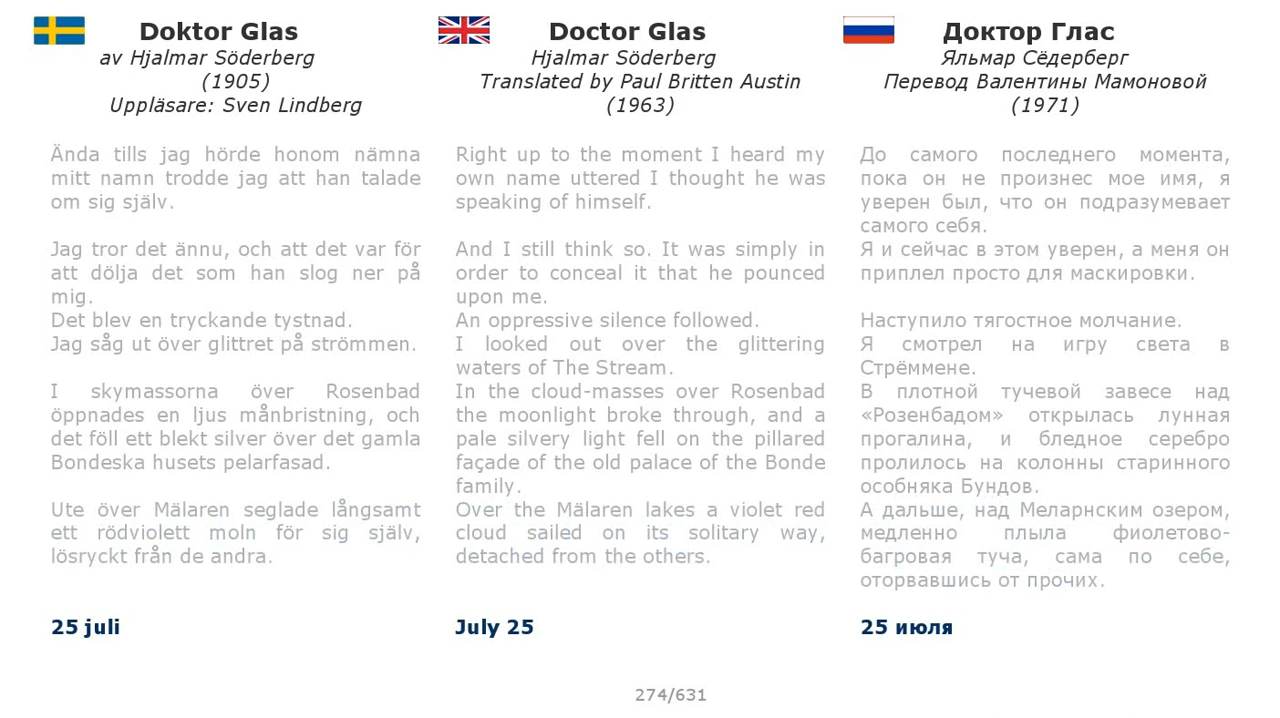 Doktor Glas
av Hjalmar Söderberg
(1905)
Uppläsare: Sven Lindberg
Ända tills jag hörde honom nämna
mitt namn trodde jag att han talade
om sig själv.
Jag tror det ännu, och att det var för
att dölja det som han slog ner på
mig.
Det blev en tryckande tystnad.
Jag såg ut över glittret på strömmen.
I skymassorna över Rosenbad
öppnades en ljus månbristning, och
det föll ett blekt silver över det gamla
Bondeska husets pelarfasad.
Ute över Mälaren seglade långsamt
ett rödviolett moln för sig själv,
lösryckt från de andra.
25 juli
Doctor Glas
Hjalmar Söderberg
Translated by Paul Britten Austin
(1963)
Right up to the moment I heard my
own name uttered I thought he was
speaking of himself.
And I still think so. It was simply in
order to conceal it that he pounced
upon me.
An oppressive silence followed.
I looked out over the glittering
waters of The Stream.
In the cloud-masses over Rosenbad
the moonlight broke through, and a
pale silvery light fell on the pillared
façade of the old palace of the Bonde
family.
Over the Mälaren lakes a violet red
cloud sailed on its solitary way,
detached from the others.
July 25
Доктор Глас
Яльмар Сёдерберг
Перевод Валентины Мамоновой
(1971)
До самого последнего момента,
пока он не произнес мое имя, я
уверен был, что он подразумевает
самого себя.
Я и сейчас в этом уверен, а меня он
приплел просто для маскировки.
Наступило тягостное молчание.
Я смотрел на игру света в
Стрёммене.
В плотной тучевой завесе над
«Розенбадом» открылась лунная
прогалина, и бледное серебро
пролилось на колонны старинного
особняка Бундов.
А дальше, над Меларнским озером,
медленно плыла фиолетово-
багровая туча, сама по себе,
оторвавшись от прочих.
25 июля
274/631